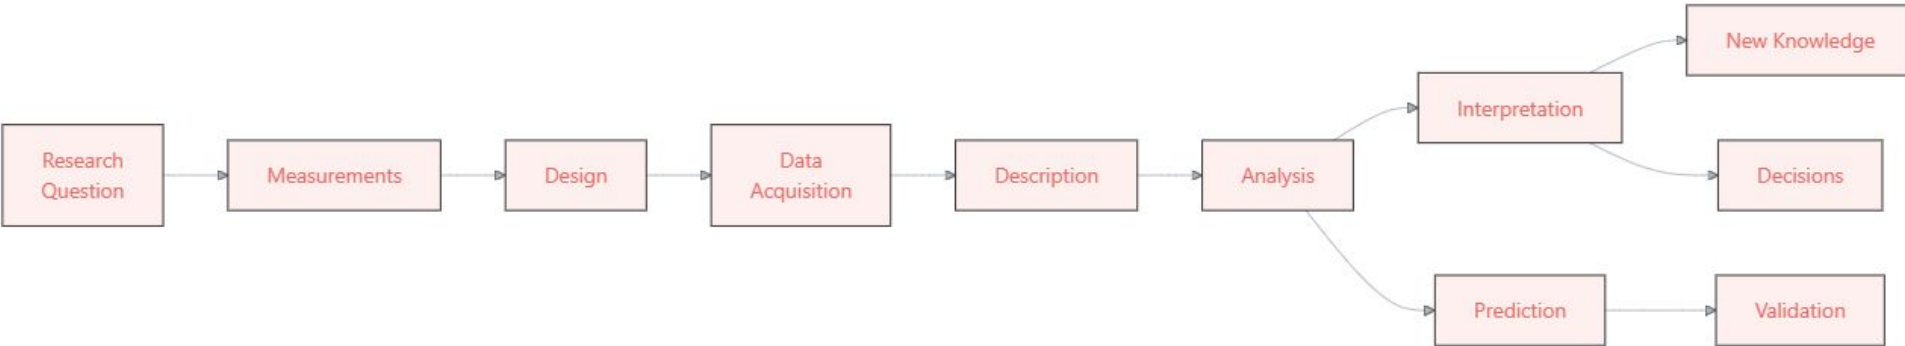 Research
Question
Measurements
Design
Data
Acquisition
Description
Analysis
Interpretation
New Knowledge
Decisions
Prediction
Validation